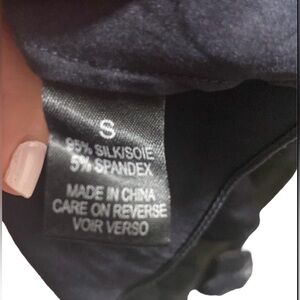 S
95% SILK/SOIE
5% SPANDEX
MADE IN CHINA
CARE ON REVERSE
VOIR VERSO